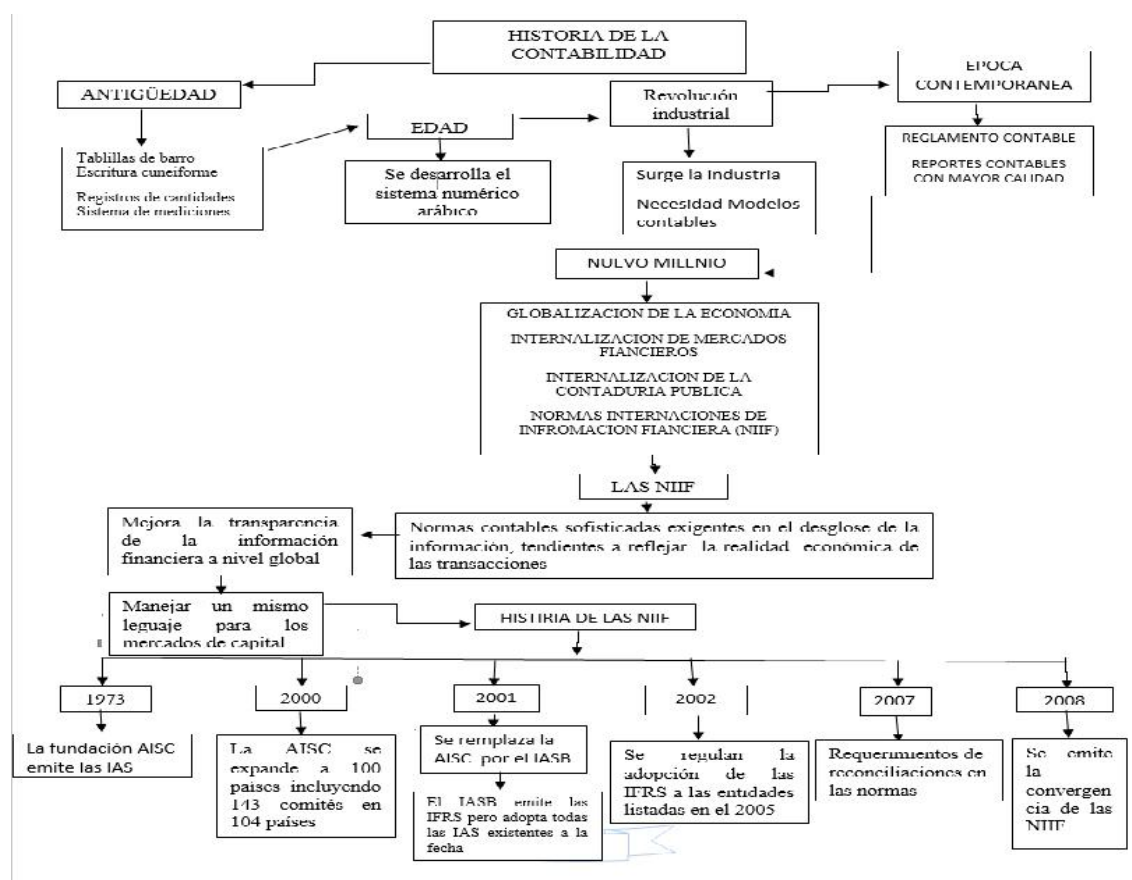 HISTORIA DE LA
CONTABILIDAD
ANTIGÜEDAD
Tablillas de barro
Escritura cuneiforme
Registros de cantidades
Sistema de mediciones
EDAD
Se desarrolla el
sistema numérico
arábico
Revolución
industrial
Surge la Industria
Necesidad Modelos
contables
EPOCA
CONTEMPORANEA
REGLAMENTO CONTABLE
REPORTES CONTABLES
CON MAYOR CALIDAD
NUEVO MILENIO
GLOBALIZACION DE LA ECONOMIA
INTERNALIZACION DE MERCADOS
FIANCIEROS
INTERNALIZACION DE LA
CONTADURIA PUBLICA
NORMAS INTERNACIONES DE
INFROMACION FIANCIERA (NIIF)
LAS NIIF
Normas contables sofisticadas exigentes en el desglose de la
información, tendientes a reflejar la realidad económica de
las transacciones
Mejora la transparencia
de la información
financiera a nivel global
Manejar un mismo
leguaje para los
mercados de capital
HISTIRIA DE LAS NIIF
1973
La fundación AISC
emite las IAS
2000
La AISC se
expande a 100
países incluyendo
143 comités en
104 países
2001
Se remplaza la
AISC por el IASB
El IASB emite las
IFRS pero adopta todas
las IAS existentes a la
fecha
2002
Se regulan la
adopción de las
IFRS a las entidades
listadas en el 2005
2007
Requerimientos de
reconciliaciones en
las normas
2008
Se emite
la
convergen
cia de las
NIIF